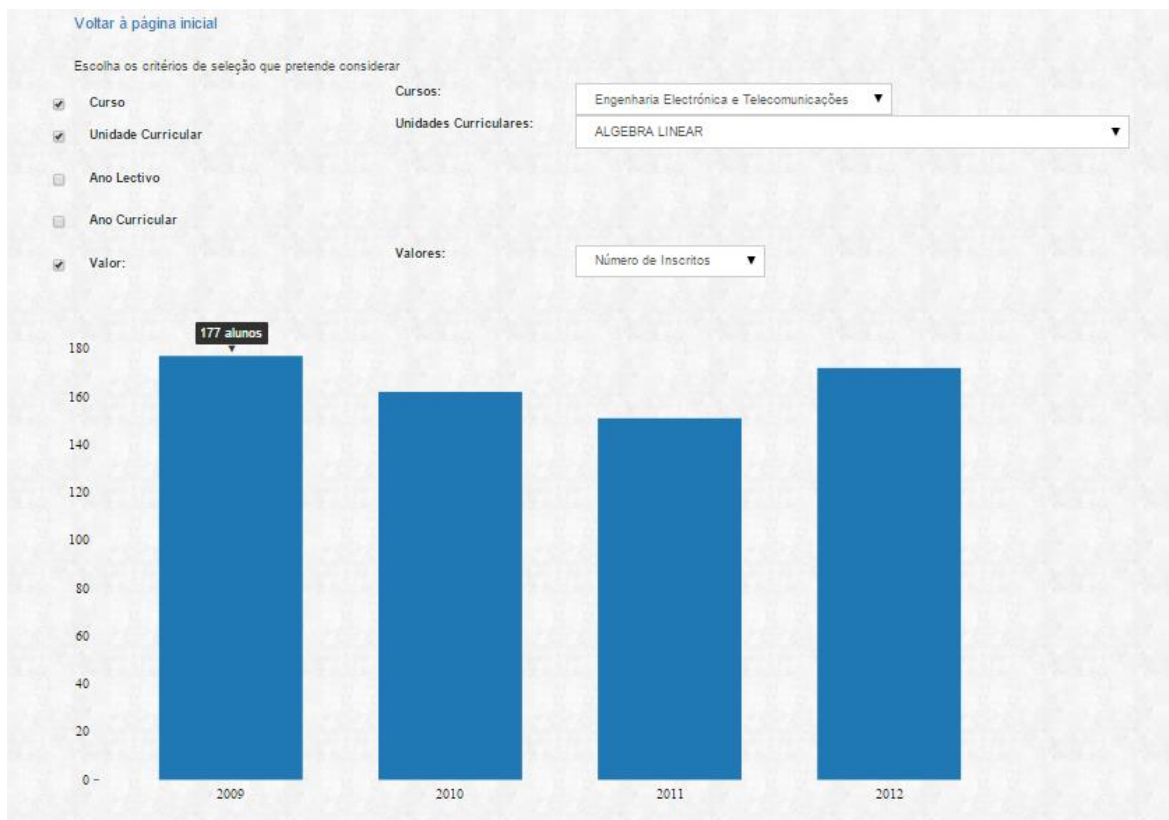 Voltar à página inicial
Escolha os critérios de seleção que pretende considerar
Curso
Cursos:
Engenharia Electrónica e Telecomunicações
Unidade Curricular
Unidades Curriculares:
ALGEBRA LINEAR
Ano Lectivo
Ano Curricular
Valor:
Valores:
Número de Inscritos
177 alunos
180
160
140
120
100
80
60
40
20
0
2009 2010 2011 2012